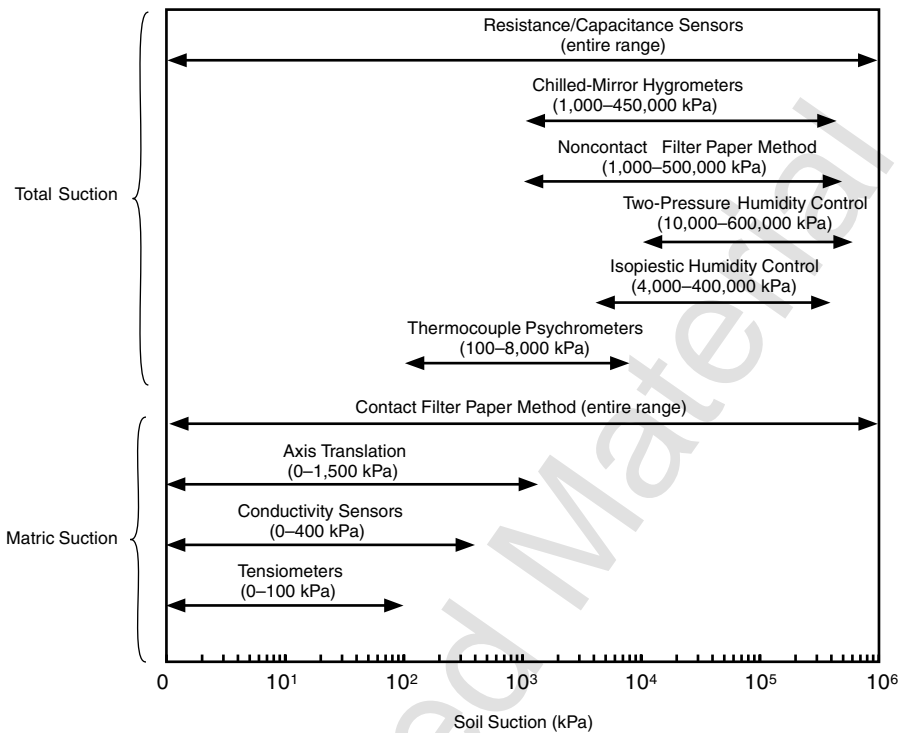 Resistance/Capacitance Sensors
(entire range)
Chilled-Mirror Hygrometers
(1,000–450,000 kPa)
Noncontact Filter Paper Method
(1,000–500,000 kPa)
Two-Pressure Humidity Control
(10,000–600,000 kPa)
Isopiestic Humidity Control
(4,000–400,000 kPa)
Thermocouple Psychrometers
(100–8,000 kPa)
Total Suction
Contact Filter Paper Method (entire range)
Axis Translation
(0–1,500 kPa)
Conductivity Sensors
(0–400 kPa)
Tensiometers
(0–100 kPa)
Matric Suction
0 10¹ 10² 10³ 10⁴ 10⁵ 10⁶
Soil Suction (kPa)
ed Material